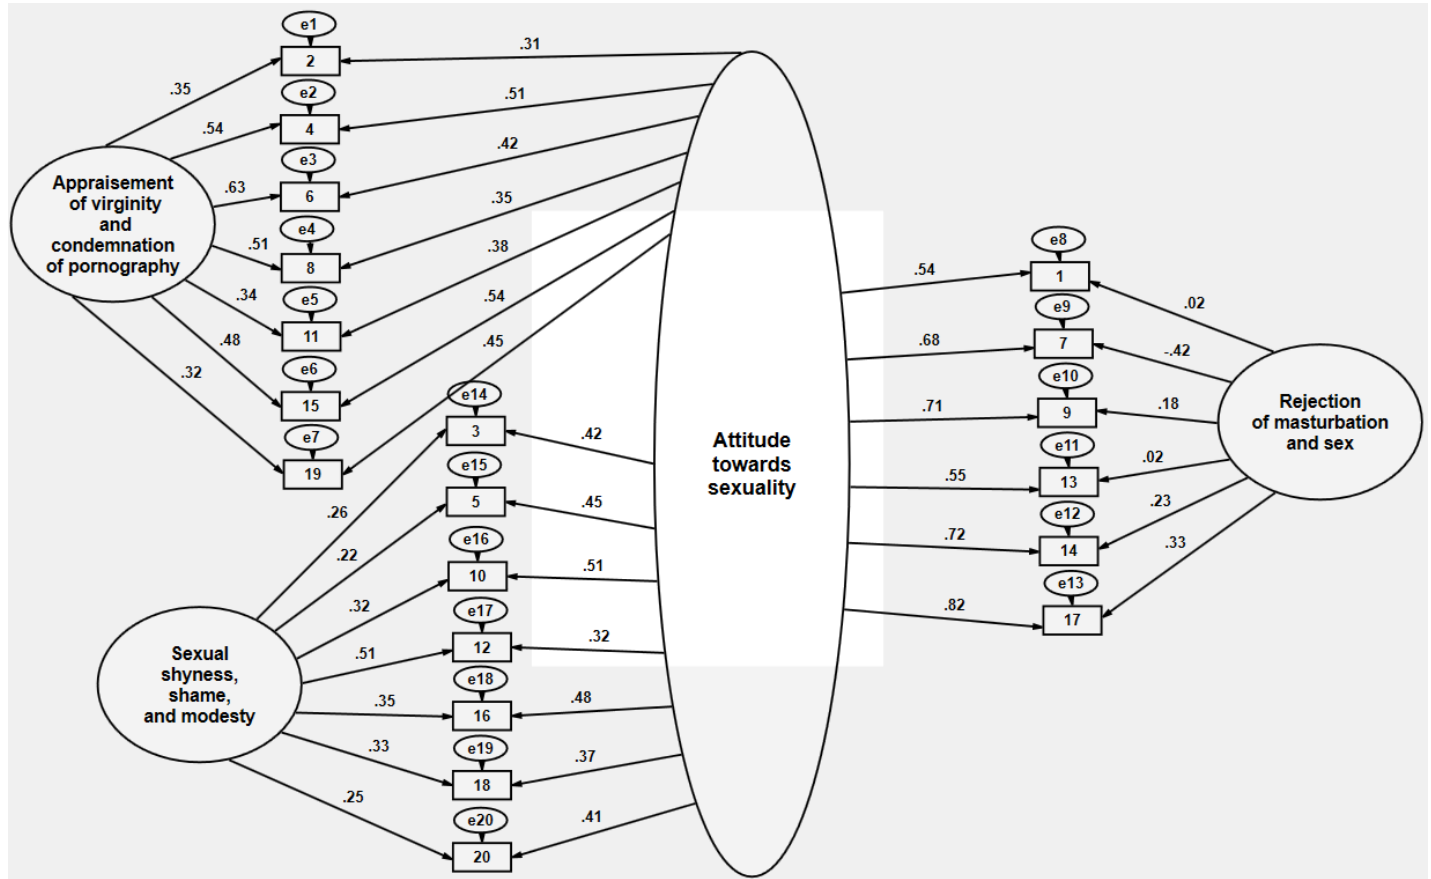 e1
2
.31
.35
e2
4
.51
.54
e3
6
.42
.63
Appraisement
of virginity
and
condemnation
of pornography
e4
8
.35
.51
e5
11
.38
.34
e6
15
.54
.48
e7
19
.45
.32
e14
3
.42
.26
e15
5
.45
.22
e16
10
.51
.32
e17
12
.32
.51
Sexual
shyness,
shame,
and modesty
e18
16
.48
.35
e19
18
.37
.33
e20
20
.41
.25
Attitude
towards
sexuality
e8
1
.54
.02
e9
7
.68
-.42
e10
9
.71
.18
e11
13
.55
.02
e12
14
.72
.23
e13
17
.82
.33
Rejection
of masturbation
and sex